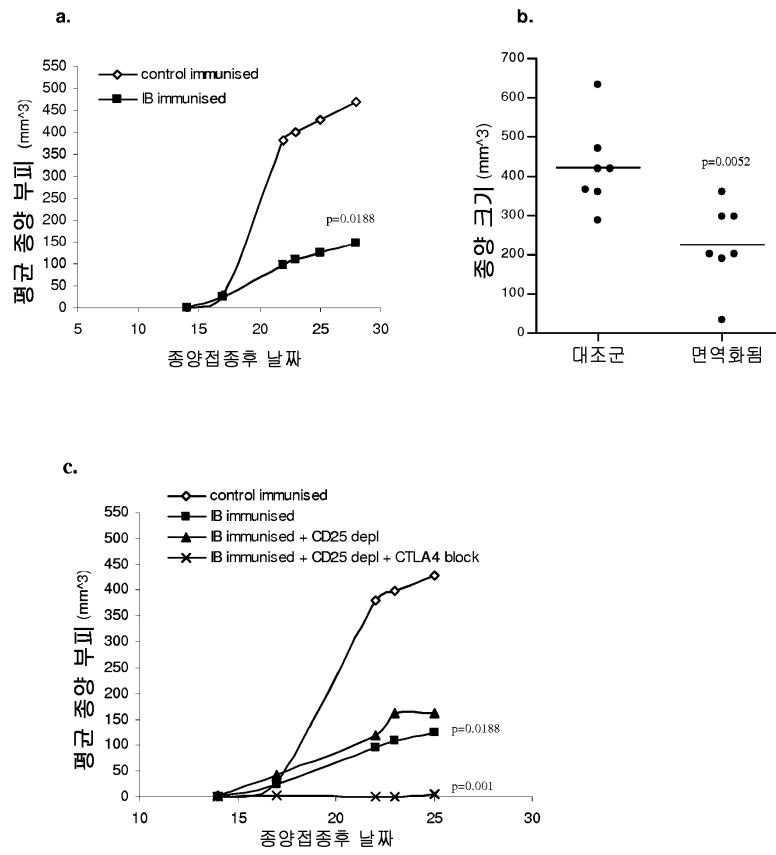 a.
control immunised
IB immunised
평균 종양 부피 (mm^3)
550
500
450
400
350
300
250
200
150
100
50
0
p=0.0188
5
10
15
20
25
30
종양접종후 날짜
b.
종양 크기 (mm^3)
700
600
500
400
300
200
100
0
p=0.0052
대조군
면역화됨
c.
control immunised
IB immunised
IB immunised + CD25 depl
IB immunised + CD25 depl + CTLA4 block
평균 종양 부피 (mm^3)
550
500
450
400
350
300
250
200
150
100
50
0
p=0.0188
p=0.001
10
15
20
25
30
종양접종후 날짜